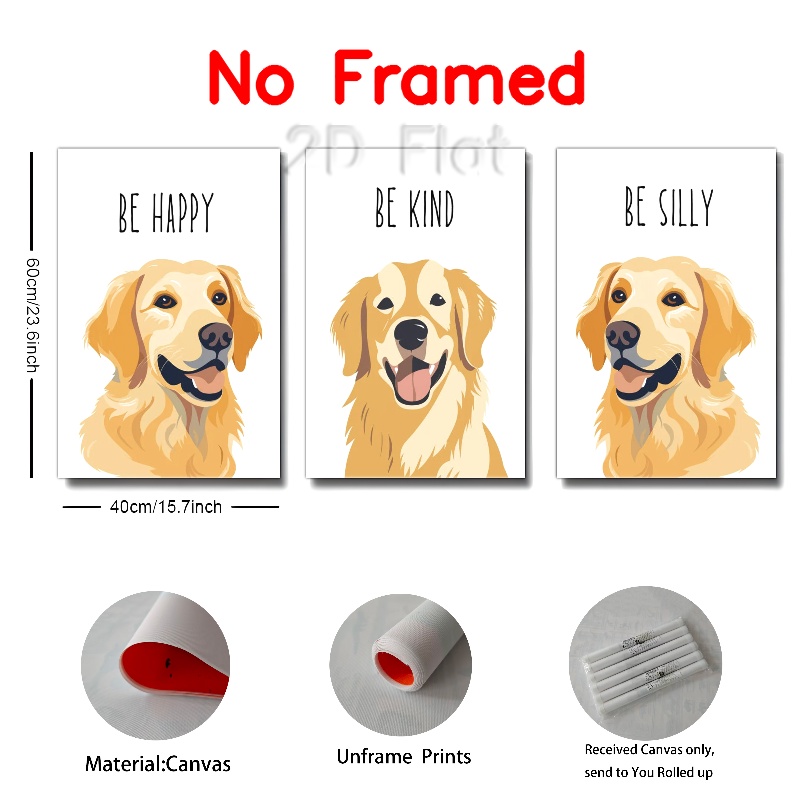 No Framed
2D Flat
BE HAPPY
BE KIND
BE SILLY
60cm/23.6inch
40cm/15.7inch
Material:Canvas
Unframe Prints
Received Canvas only,
send to You Rolled up